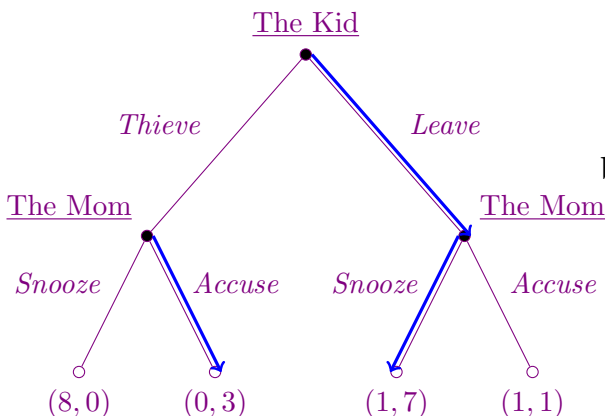 The Kid
Thieve Leave
The Mom The Mom
Snooze Accuse Snooze Accuse
(8, 0) (0, 3) (1, 7) (1, 1)